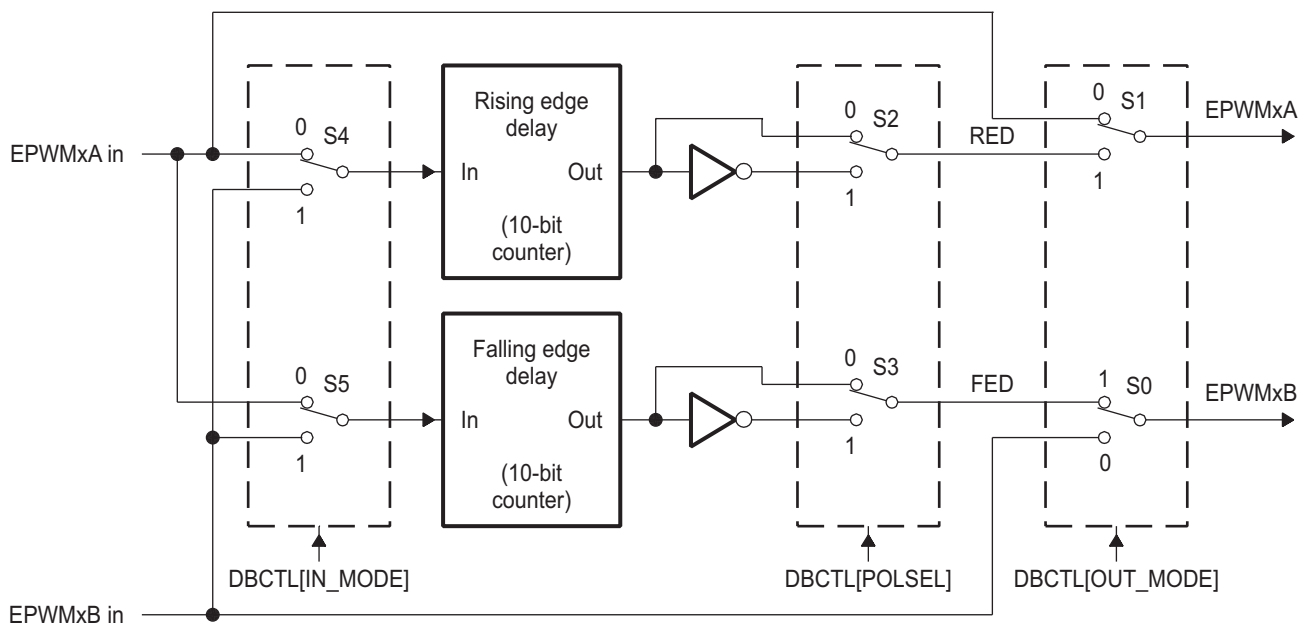 0
S4
1
EPWMxA in
Rising edge
delay
In
Out
(10-bit
counter)
0
S2
1
RED
0
S1
1
EPWMxA
0
S5
1
Falling edge
delay
In
Out
(10-bit
counter)
0
S3
1
FED
1
S0
0
EPWMxB
DBCTL[IN_MODE]
DBCTL[POLSEL]
DBCTL[OUT_MODE]
EPWMxB in